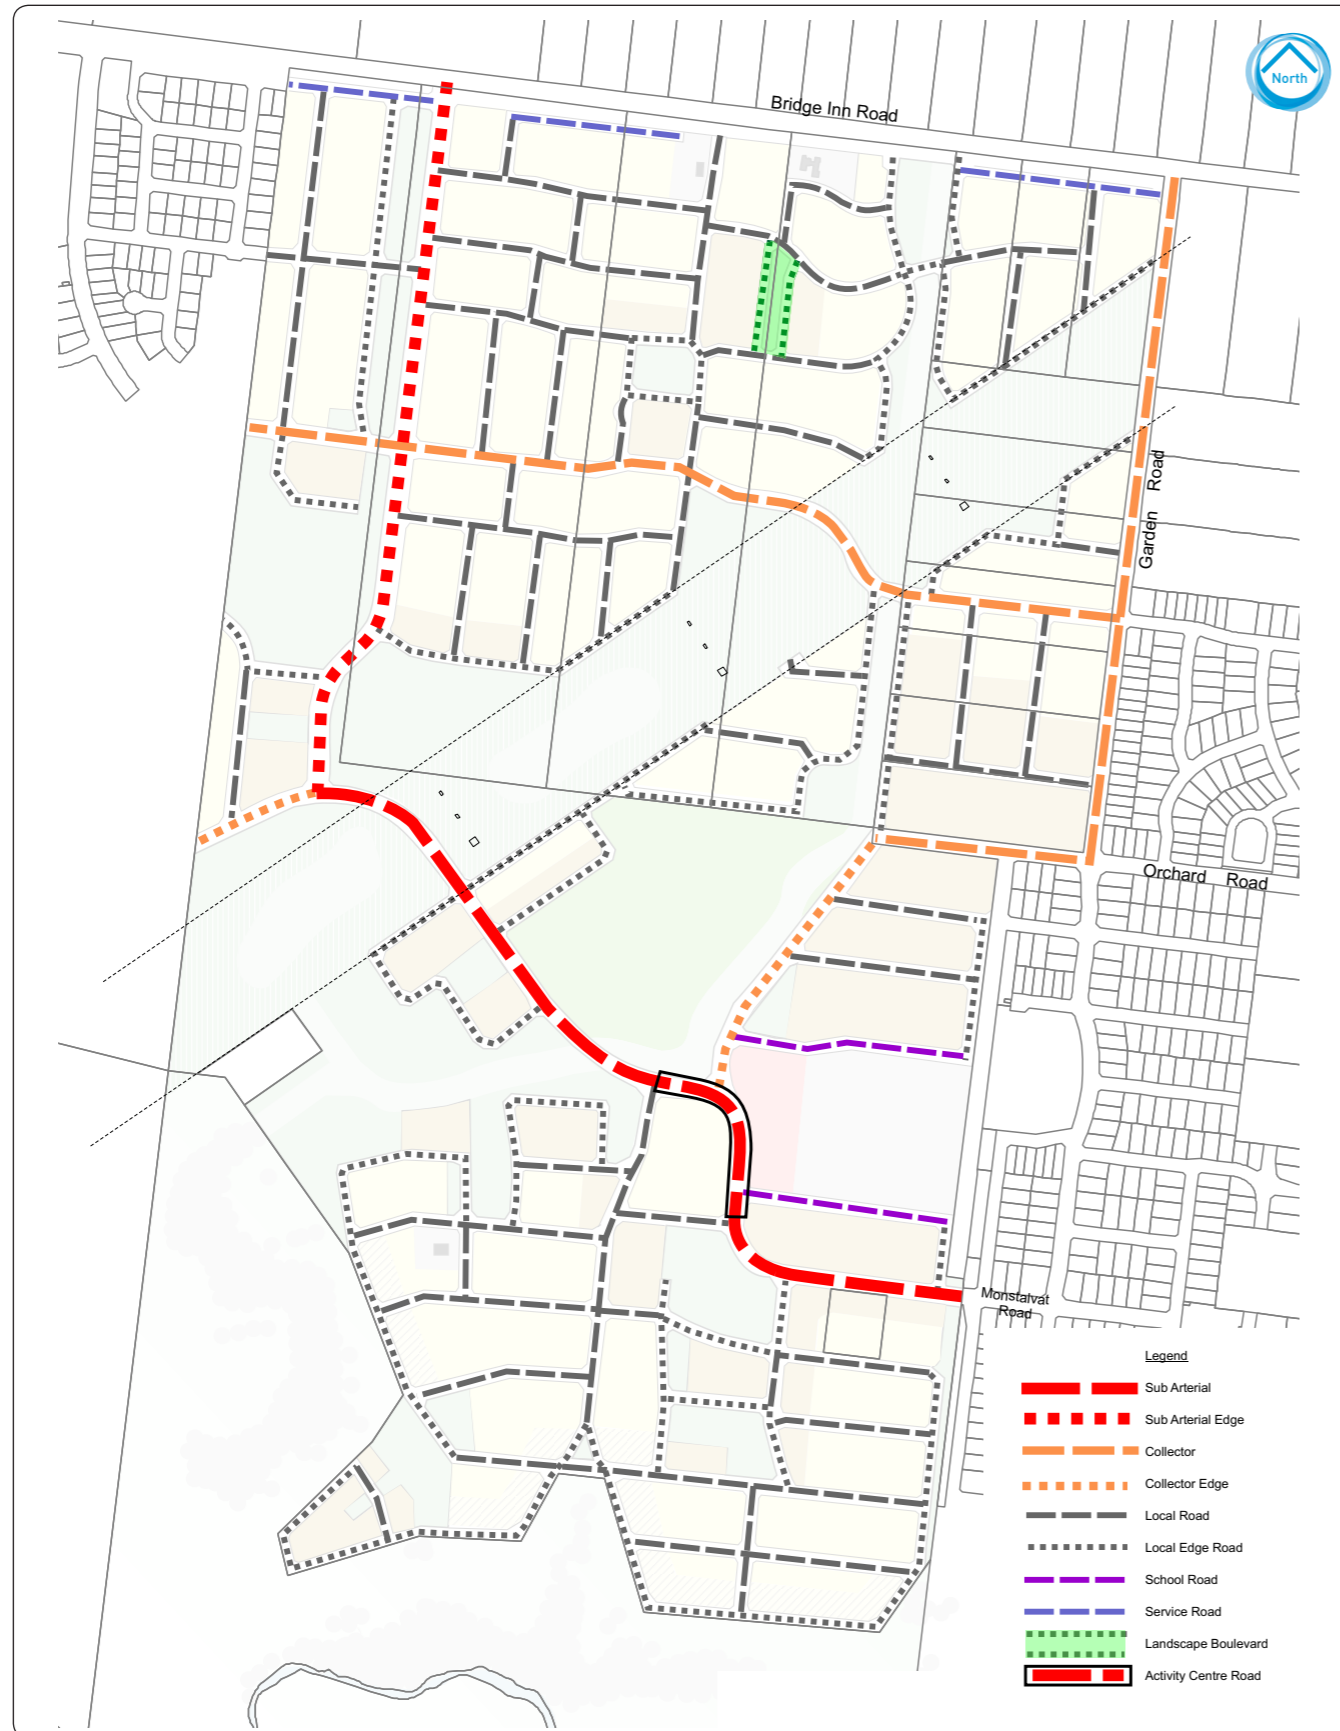 North
Bridge Inn Road
Garden Road
Orchard Road
Monstalvat
Road
Legend
Sub Arterial
Sub Arterial Edge
Collector
Collector Edge
Local Road
Local Edge Road
School Road
Service Road
Landscape Boulevard
Activity Centre Road